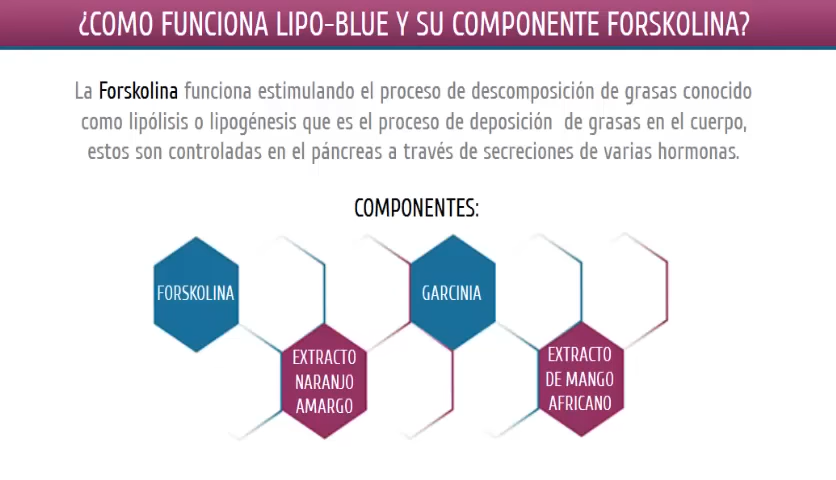 ¿COMO FUNCIONA LIPO-BLUE Y SU COMPONENTE FORSKOLINA?
La Forskolina funciona estimulando el proceso de descomposición de grasas conocido
como lipólisis o lipogénesis que es el proceso de deposición de grasas en el cuerpo,
estos son controladas en el páncreas a través de secreciones de varias hormonas.
COMPONENTES:
FORSKOLINA
GARCINIA
EXTRACTO
NARANJO
AMARGO
EXTRACTO
DE MANGO
AFRICANO